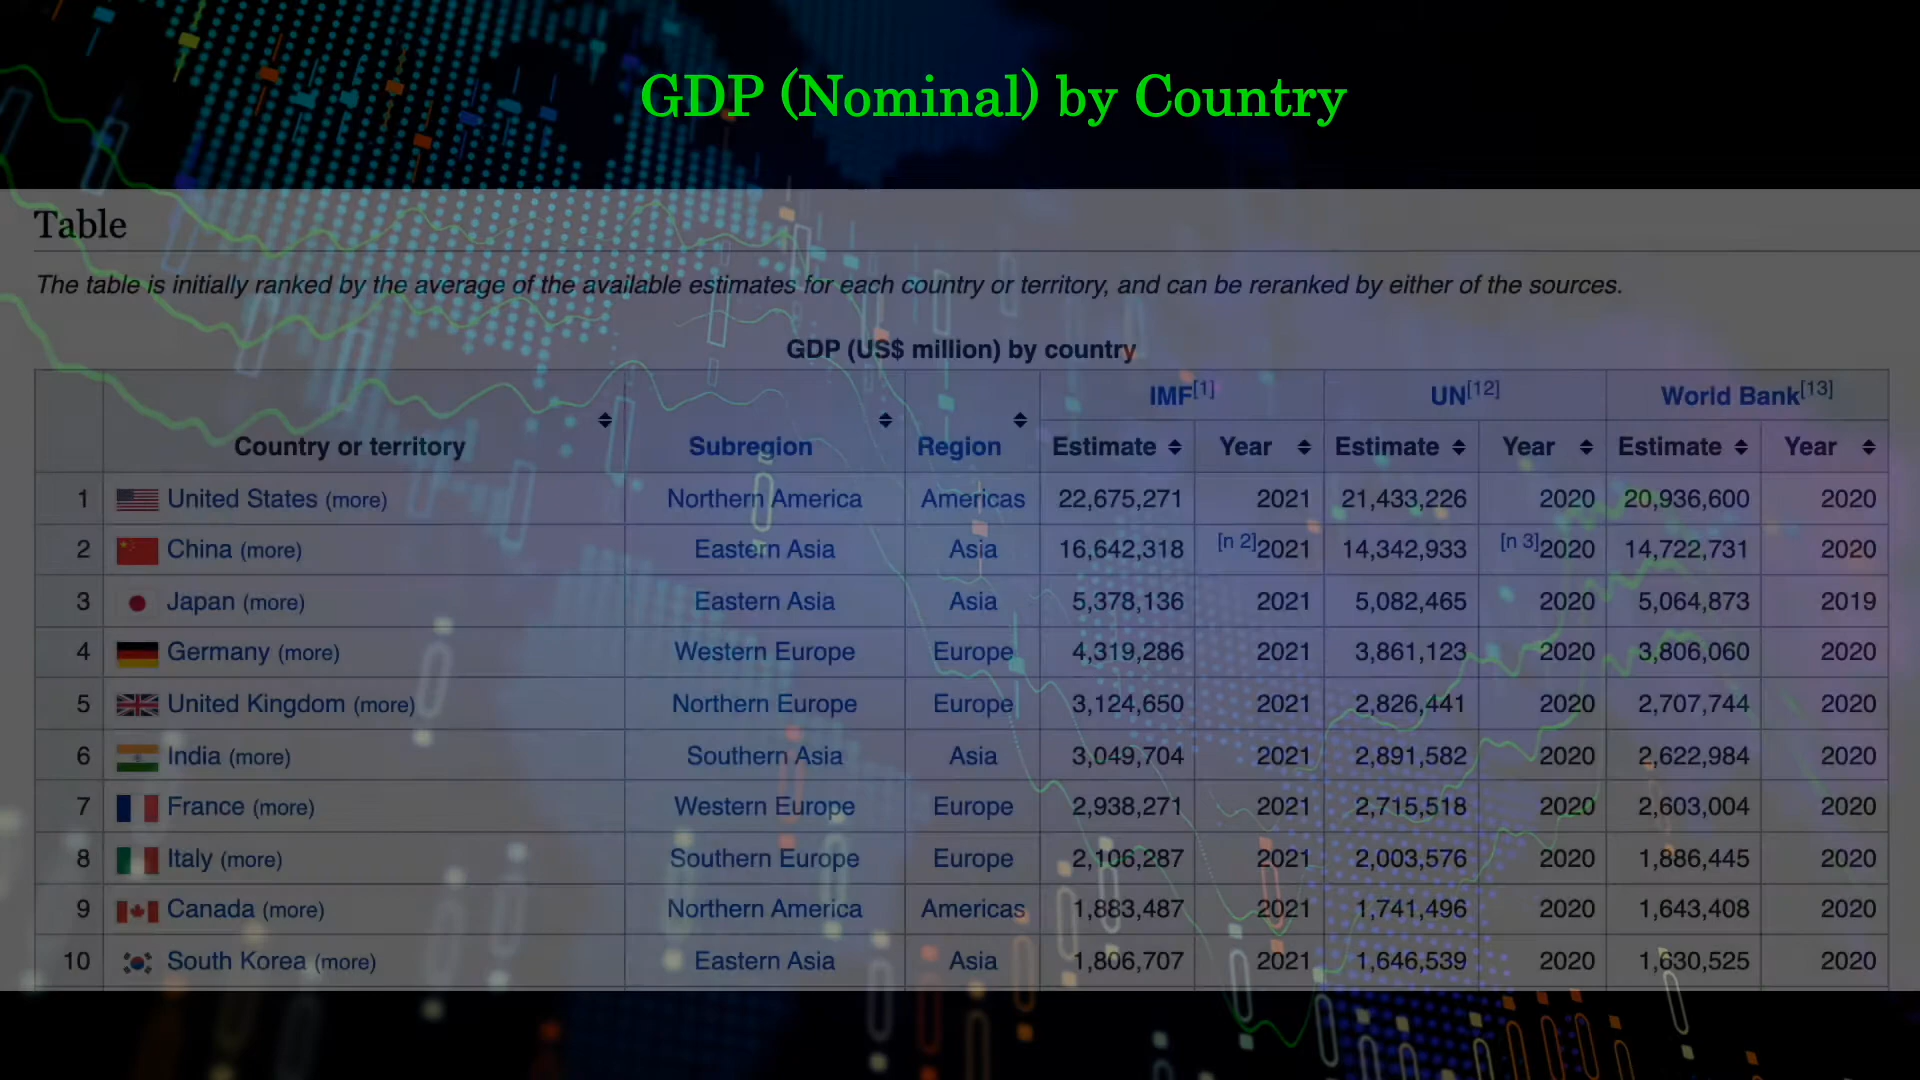 GDP (Nominal) by Country
Table
The table is initially ranked by the average of the available estimates for each country or territory, and can be reranked by either of the sources.
GDP (US$ million) by country
IMF[1] UN[12] World Bank[13]
Country or territory Subregion Region Estimate Year Estimate Year Estimate Year
1 United States (more) Northern America Americas 22,675,271 2021 21,433,226 2020 20,936,600 2020
2 China (more) Eastern Asia Asia 16,642,318 [n 2]2021 14,342,933 [n 3]2020 14,722,731 2020
3 Japan (more) Eastern Asia Asia 5,378,136 2021 5,082,465 2020 5,064,873 2019
4 Germany (more) Western Europe Europe 4,319,286 2021 3,861,123 2020 3,806,060 2020
5 United Kingdom (more) Northern Europe Europe 3,124,650 2021 2,826,441 2020 2,707,744 2020
6 India (more) Southern Asia Asia 3,049,704 2021 2,891,582 2020 2,622,984 2020
7 France (more) Western Europe Europe 2,938,271 2021 2,715,518 2020 2,603,004 2020
8 Italy (more) Southern Europe Europe 2,106,287 2021 2,003,576 2020 1,886,445 2020
9 Canada (more) Northern America Americas 1,883,487 2021 1,741,496 2020 1,643,408 2020
10 South Korea (more) Eastern Asia Asia 1,806,707 2021 1,646,539 2020 1,630,525 2020